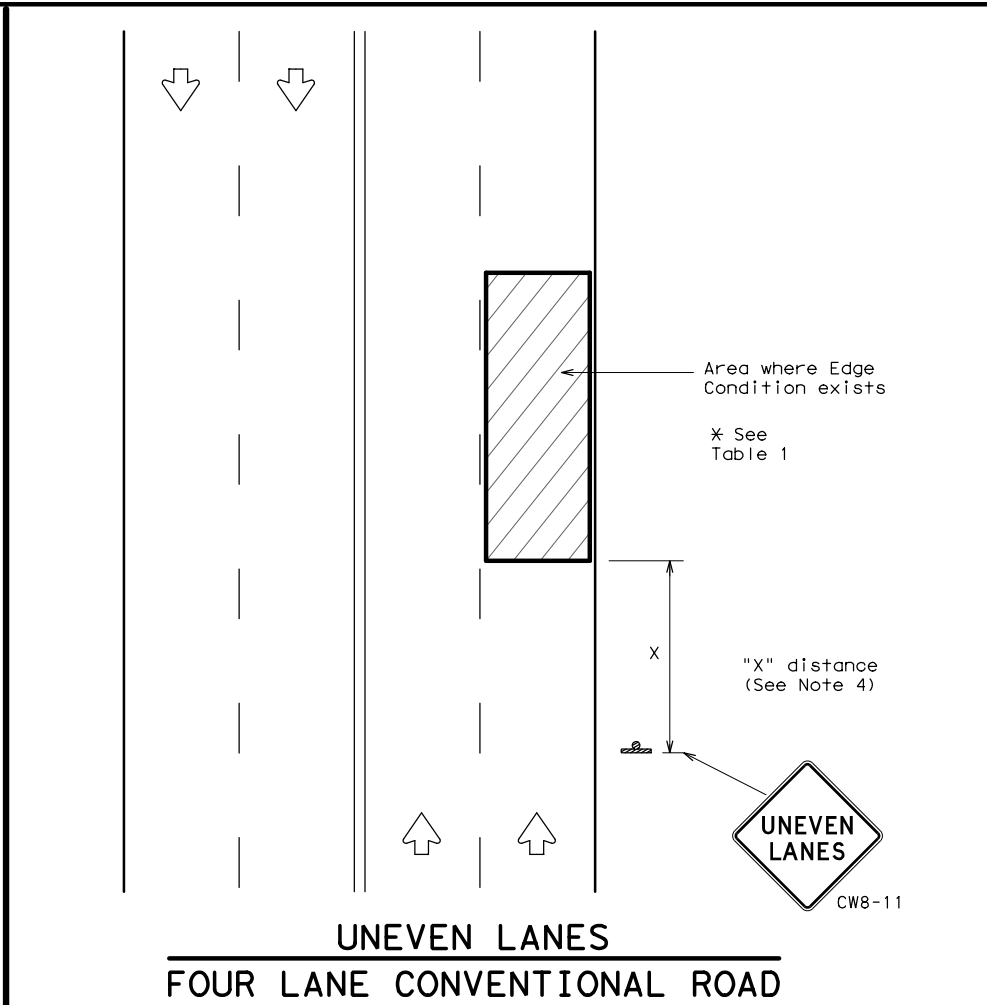 Area where Edge
Condition exists
* See
Table 1
X
"X" distance
(See Note 4)
UNEVEN
LANES
CW8-11
UNEVEN LANES
FOUR LANE CONVENTIONAL ROAD